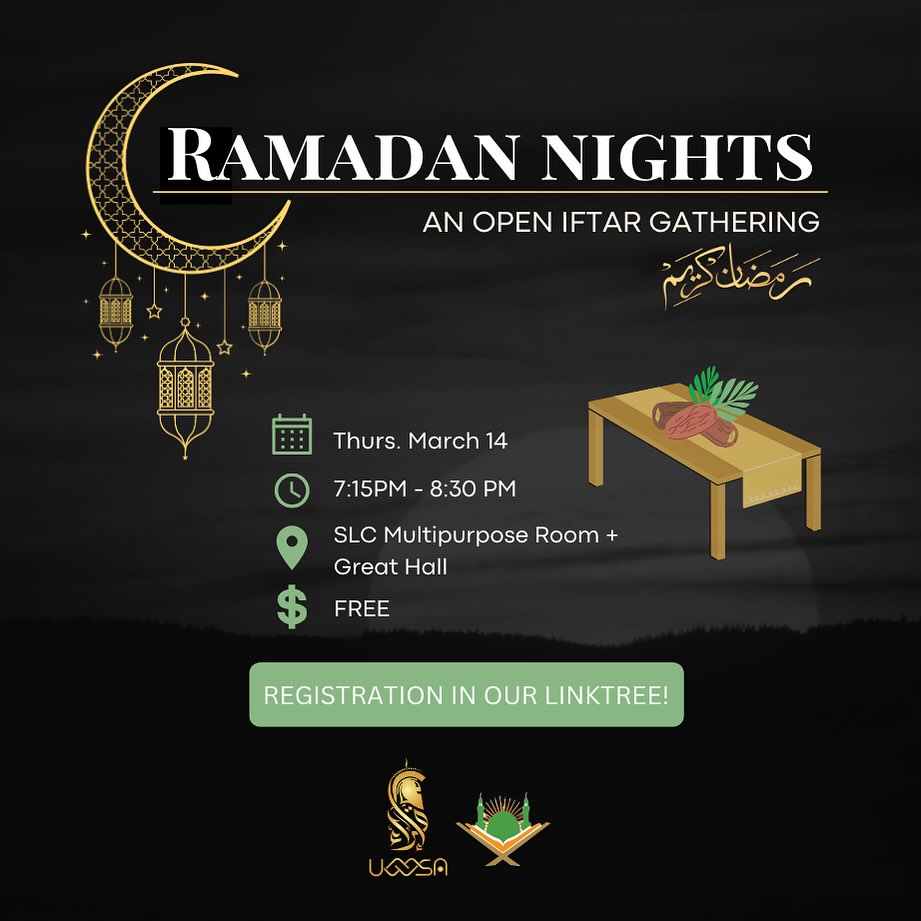 RAMADAN NIGHTS
AN OPEN IFTAR GATHERING
رمضان كريم
Thurs. March 14
7:15PM - 8:30 PM
SLC Multipurpose Room +
Great Hall
$ FREE
REGISTRATION IN OUR LINKTREE!